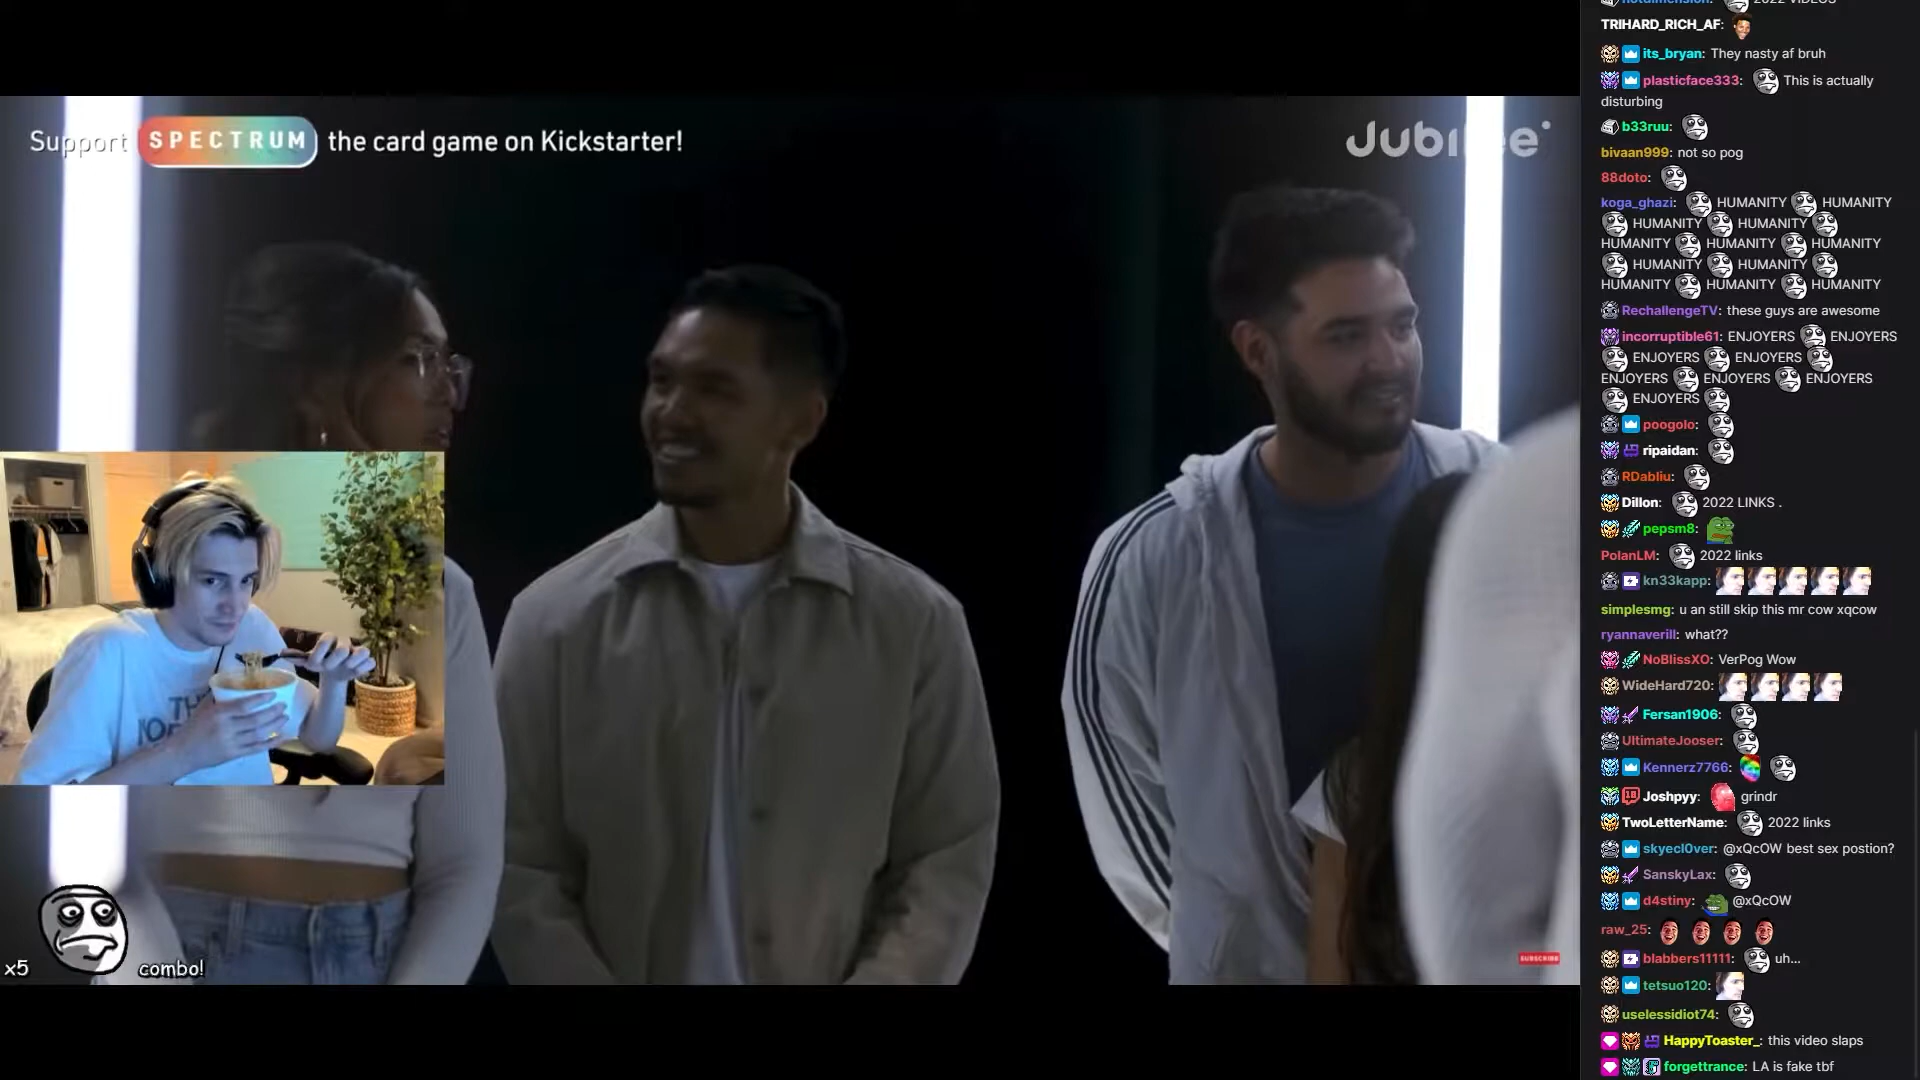 Support SPECTRUM the card game on Kickstarter!
Jubilee
SUBSCRIBE
x5 combo!
2022 VIDEOS
TRIHARD_RICH_AF:
its_bryan: They nasty af bruh
plasticface333: This is actually
disturbing
b33ruu:
bivaan999: not so pog
88doto:
koga_ghazi: HUMANITY HUMANITY
HUMANITY HUMANITY
HUMANITY HUMANITY HUMANITY
HUMANITY HUMANITY
HUMANITY HUMANITY HUMANITY
RechallengeTV: these guys are awesome
incorruptible61: ENJOYERS ENJOYERS
ENJOYERS ENJOYERS
ENJOYERS ENJOYERS ENJOYERS
ENJOYERS
poogolo:
ripaidan:
RDabliu:
Dillon: 2022 LINKS .
pepsm8:
PolanLM: 2022 links
kn33kapp:
simplesmg: u an still skip this mr cow xqcow
ryannaverill: what??
NoBlissXO: VerPog Wow
WideHard720:
Fersan1906:
UltimateJooser:
Kennerz7766:
Joshpyy: grindr
TwoLetterName: 2022 links
skyecl0ver: @xQcOW best sex postion?
SanskyLax:
d4stiny: @xQcOW
raw_25:
blabbers11111: uh...
tetsuo120:
uselessidiot74:
HappyToaster_: this video slaps
forgettrance: LA is fake tbf